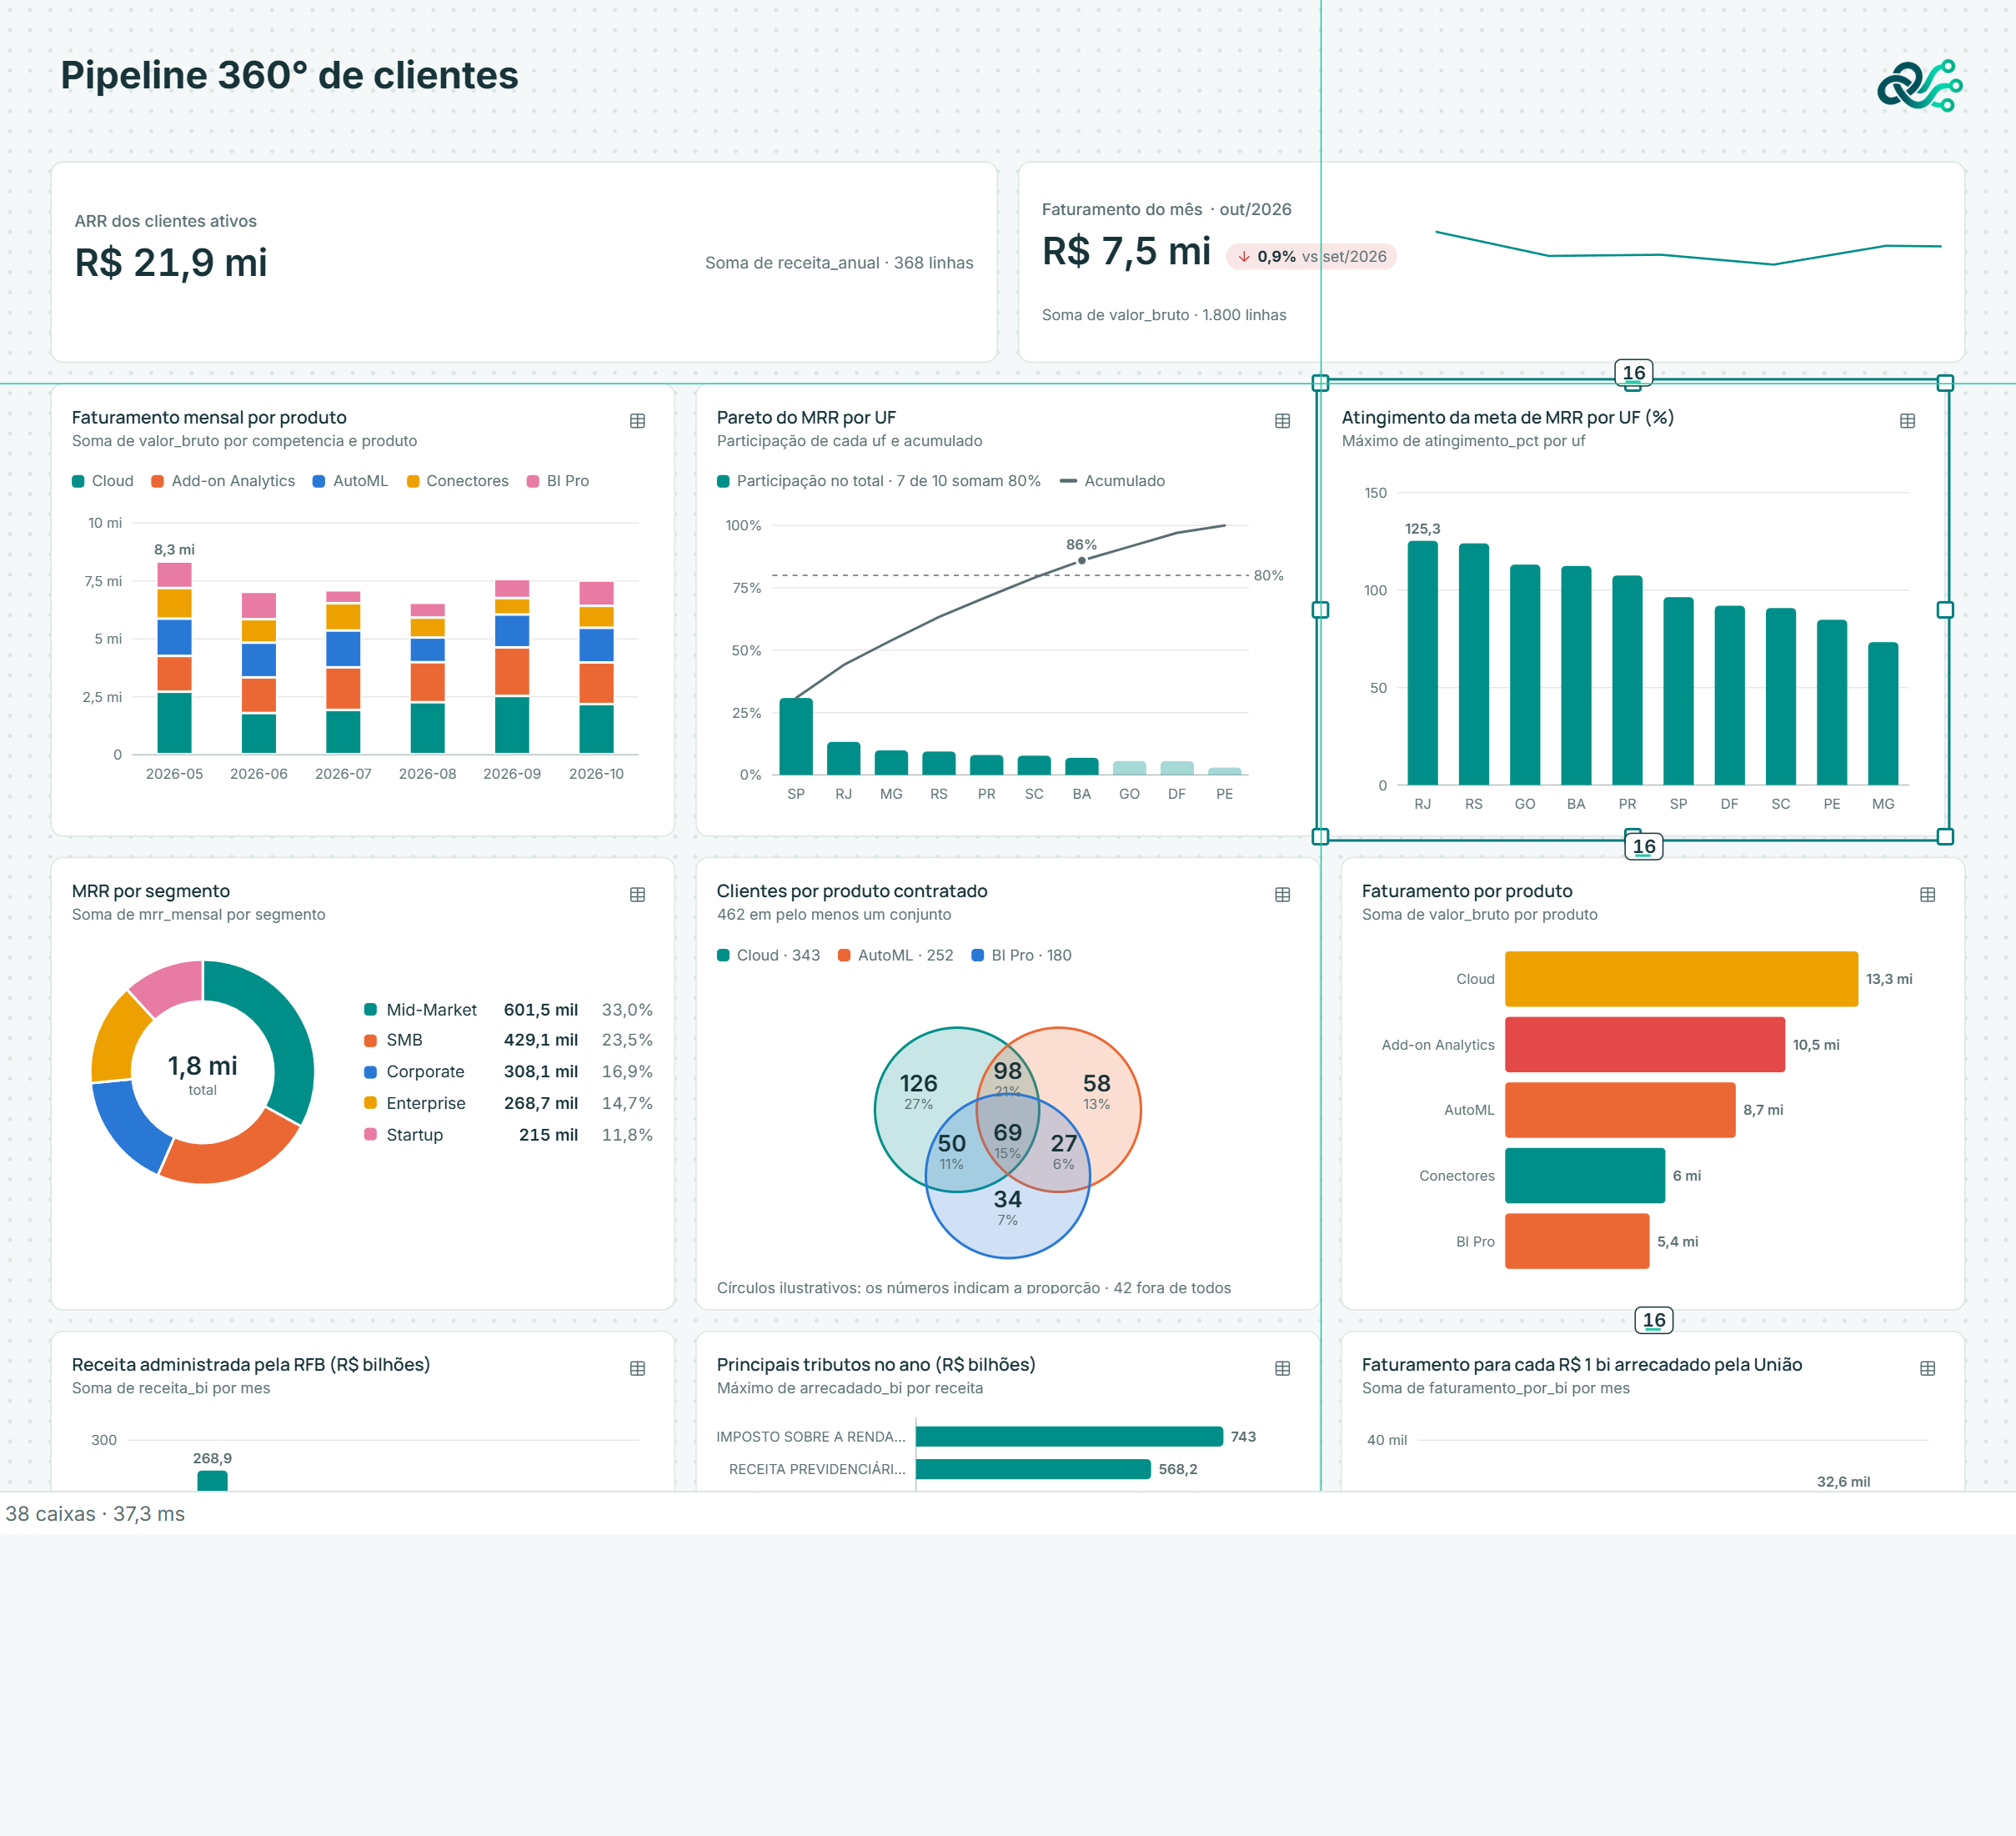 Pipeline 360° de clientes
ARR dos clientes ativos
R$ 21,9 mi
Soma de receita_anual · 368 linhas
Faturamento do mês · out/2026
R$ 7,5 mi
↓ 0,9% vs set/2026
Soma de valor_bruto · 1.800 linhas
16
Faturamento mensal por produto
Soma de valor_bruto por competencia e produto
Cloud
Add-on Analytics
AutoML
Conectores
BI Pro
10 mi
8,3 mi
7,5 mi
5 mi
2,5 mi
0
2026-05
2026-06
2026-07
2026-08
2026-09
2026-10
Pareto do MRR por UF
Participação de cada uf e acumulado
Participação no total · 7 de 10 somam 80%
Acumulado
100%
86%
80%
75%
50%
25%
0%
SP
RJ
MG
RS
PR
SC
BA
GO
DF
PE
Atingimento da meta de MRR por UF (%)
Máximo de atingimento_pct por uf
150
125,3
100
50
0
RJ
RS
GO
BA
PR
SP
DF
SC
PE
MG
16
MRR por segmento
Soma de mrr_mensal por segmento
1,8 mi
total
Mid-Market 601,5 mil 33,0%
SMB 429,1 mil 23,5%
Corporate 308,1 mil 16,9%
Enterprise 268,7 mil 14,7%
Startup 215 mil 11,8%
Clientes por produto contratado
462 em pelo menos um conjunto
Cloud · 343
AutoML · 252
BI Pro · 180
126
27%
98
21%
58
13%
50
11%
69
15%
27
6%
34
7%
Círculos ilustrativos: os números indicam a proporção · 42 fora de todos
Faturamento por produto
Soma de valor_bruto por produto
Cloud 13,3 mi
Add-on Analytics 10,5 mi
AutoML 8,7 mi
Conectores 6 mi
BI Pro 5,4 mi
16
Receita administrada pela RFB (R$ bilhões)
Soma de receita_bi por mes
300
268,9
Principais tributos no ano (R$ bilhões)
Máximo de arrecadado_bi por receita
IMPOSTO SOBRE A RENDA... 743
RECEITA PREVIDENCIÁRI... 568,2
Faturamento para cada R$ 1 bi arrecadado pela União
Soma de faturamento_por_bi por mes
40 mil
32,6 mil
38 caixas · 37,3 ms